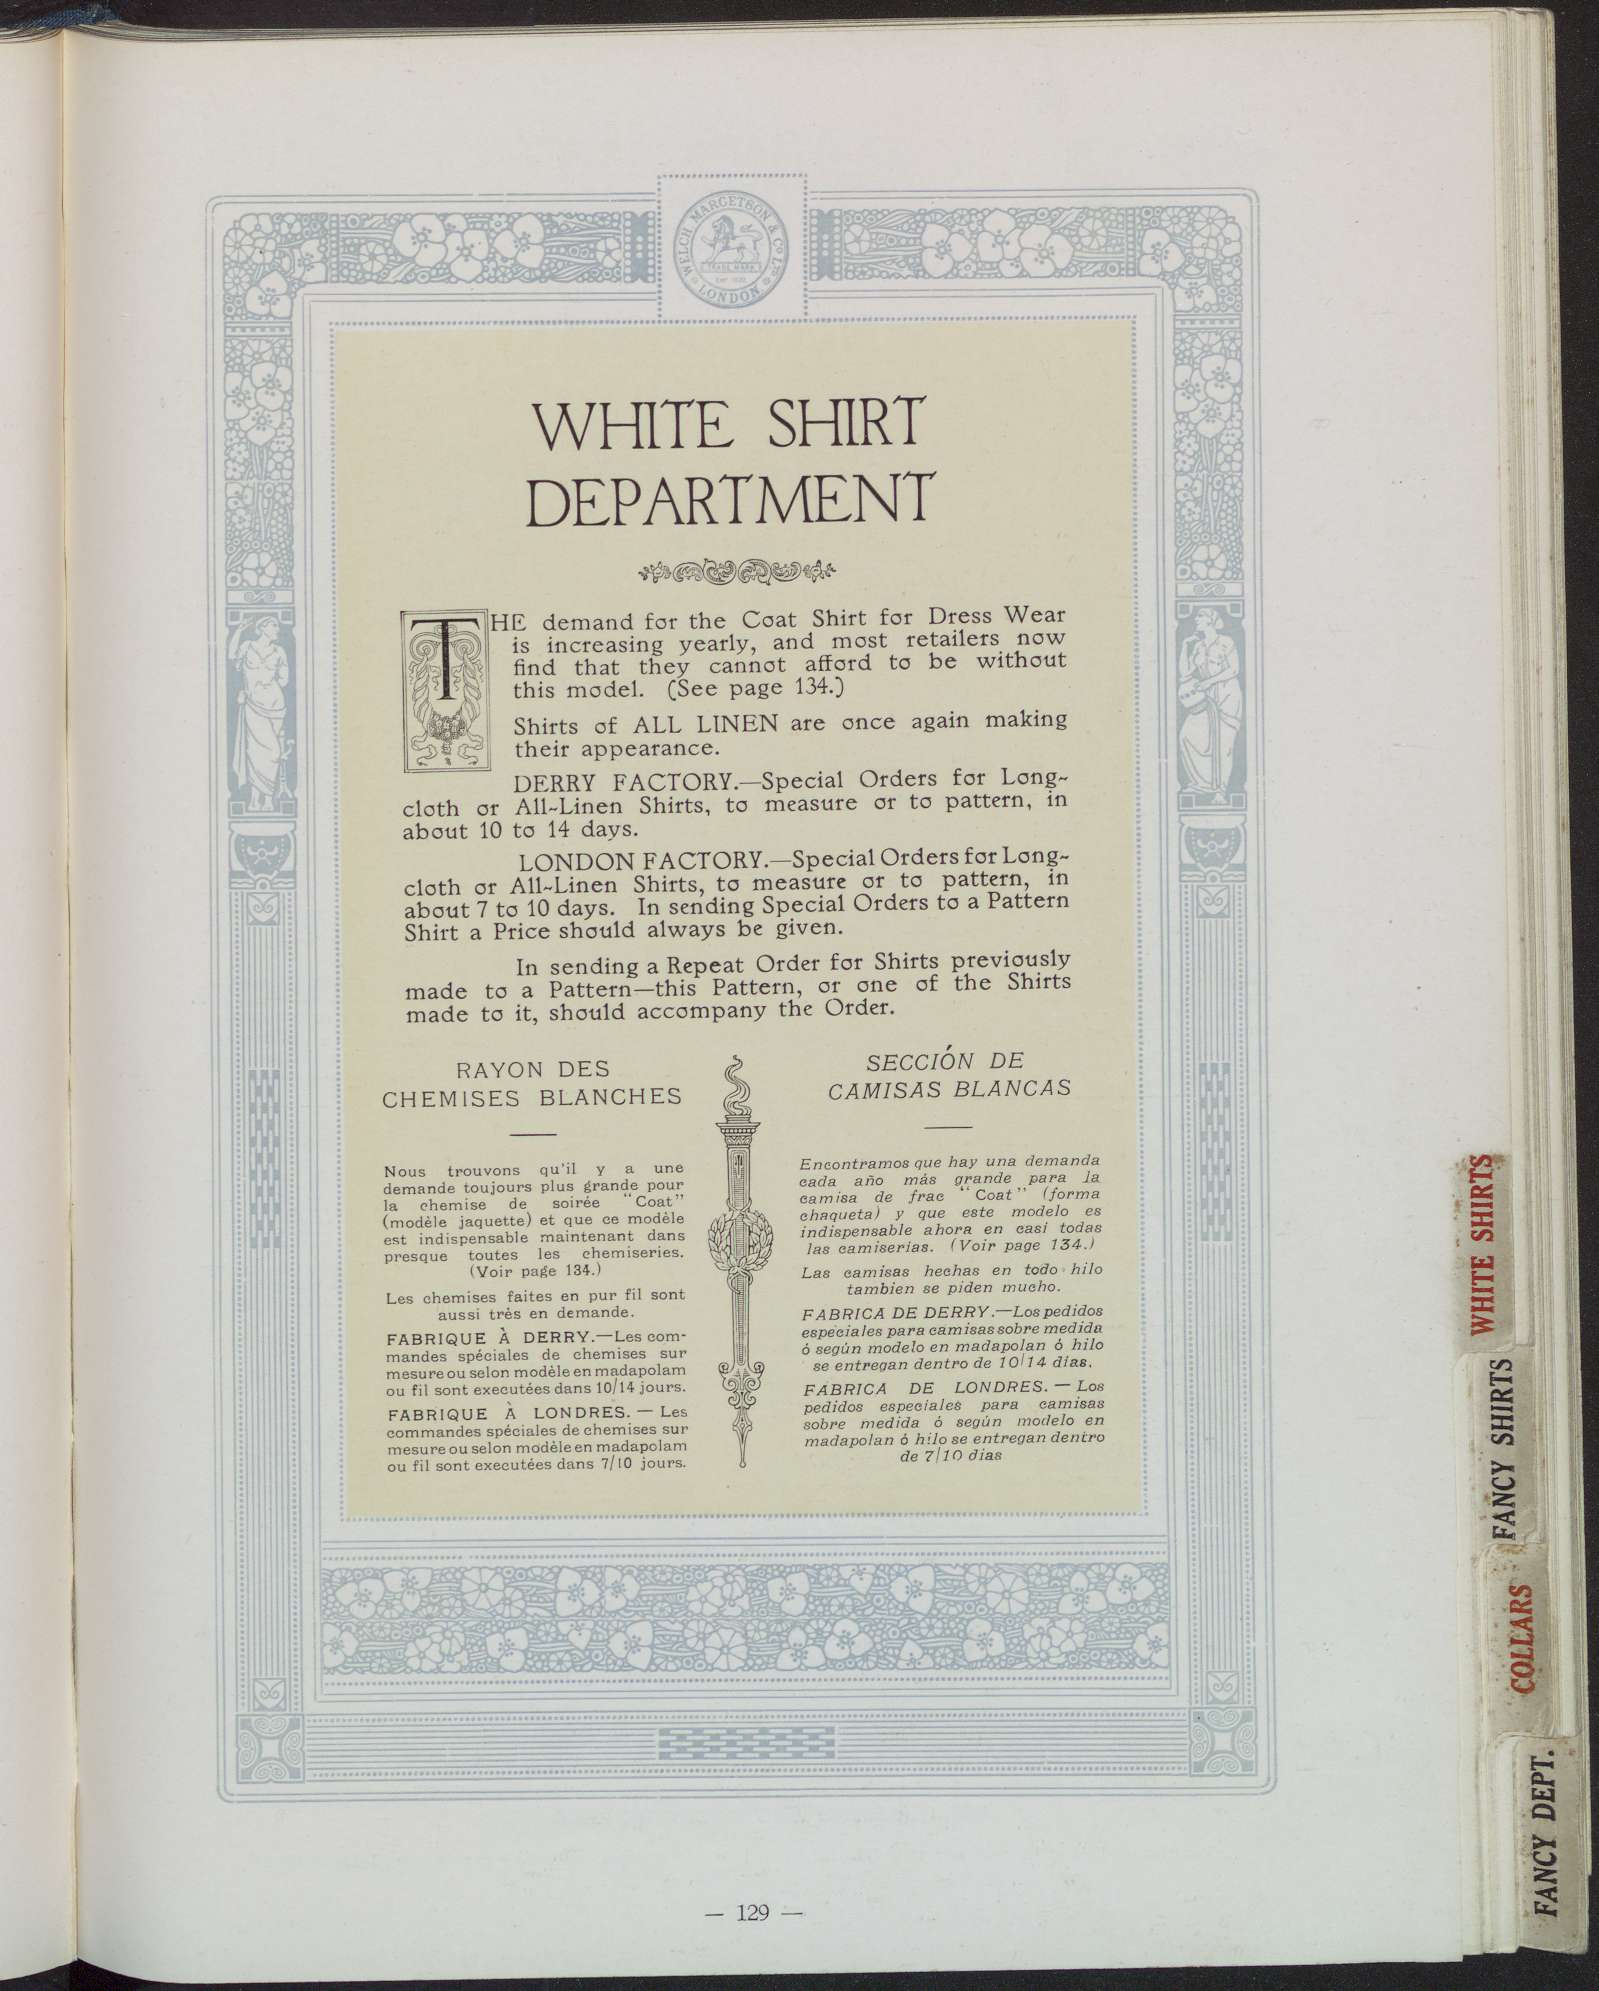 WELCH MARGETSON & Co LTD
TRADE MARK
LONDON
WHITE SHIRT
DEPARTMENT
THE demand for the Coat Shirt for Dress Wear
is increasing yearly, and most retailers now
find that they cannot afford to be without
this model. (See page 134.)
Shirts of ALL LINEN are once again making
their appearance.
DERRY FACTORY.—Special Orders for Long-
cloth or All-Linen Shirts, to measure or to pattern, in
about 10 to 14 days.
LONDON FACTORY.—Special Orders for Long-
cloth or All-Linen Shirts, to measure or to pattern, in
about 7 to 10 days. In sending Special Orders to a Pattern
Shirt a Price should always be given.
In sending a Repeat Order for Shirts previously
made to a Pattern—this Pattern, or one of the Shirts
made to it, should accompany the Order.
RAYON DES
CHEMISES BLANCHES
Nous trouvons qu'il y a une
demande toujours plus grande pour
la chemise de soirée "Coat"
(modèle jaquette) et que ce modèle
est indispensable maintenant dans
presque toutes les chemiseries.
(Voir page 134.)
Les chemises faites en pur fil sont
aussi très en demande.
FABRIQUE À DERRY.—Les com-
mandes spéciales de chemises sur
mesure ou selon modèle en madapolam
ou fil sont executées dans 10/14 jours.
FABRIQUE À LONDRES. — Les
commandes spéciales de chemises sur
mesure ou selon modèle en madapolam
ou fil sont executées dans 7/10 jours.
SECCIÓN DE
CAMISAS BLANCAS
Encontramos que hay una demanda
cada año más grande para la
camisa de frac "Coat" (forma
chaqueta) y que este modelo es
indispensable ahora en casi todas
las camiserias. (Voir page 134.)
Las camisas hechas en todo hilo
tambien se piden mucho.
FABRICA DE DERRY.—Los pedidos
especiales para camisas sobre medida
ó según modelo en madapolan ó hilo
se entregan dentro de 10/14 dias.
FABRICA DE LONDRES. — Los
pedidos especiales para camisas
sobre medida ó según modelo en
madapolan ó hilo se entregan dentro
de 7/10 dias
— 129 —
WHITE SHIRTS
FANCY SHIRTS
COLLARS
FANCY DEPT.